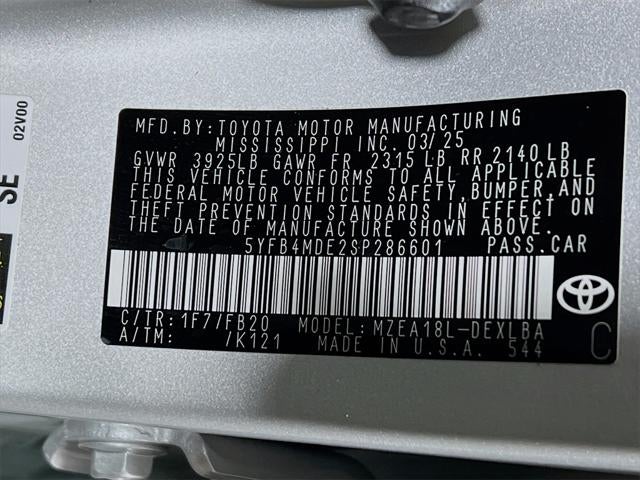 MFD. BY: TOYOTA MOTOR MANUFACTURING
MISSISSIPPI INC. 03/25
GVWR 3925LB GAWR FR 2315 LB RR 2140 LB
THIS VEHICLE CONFORMS TO ALL APPLICABLE
FEDERAL MOTOR VEHICLE SAFETY, BUMPER, AND
THEFT PREVENTION STANDARDS IN EFFECT ON
THE DATE OF MANUFACTURE SHOWN ABOVE.
5YFB4MDE2SP286601 PASS.CAR
C/TR: 1F7/FB20 MODEL: MZEA18L-DEXLBA
A/TM: /K121 MADE IN U.S.A. 544
C
SE
02V00